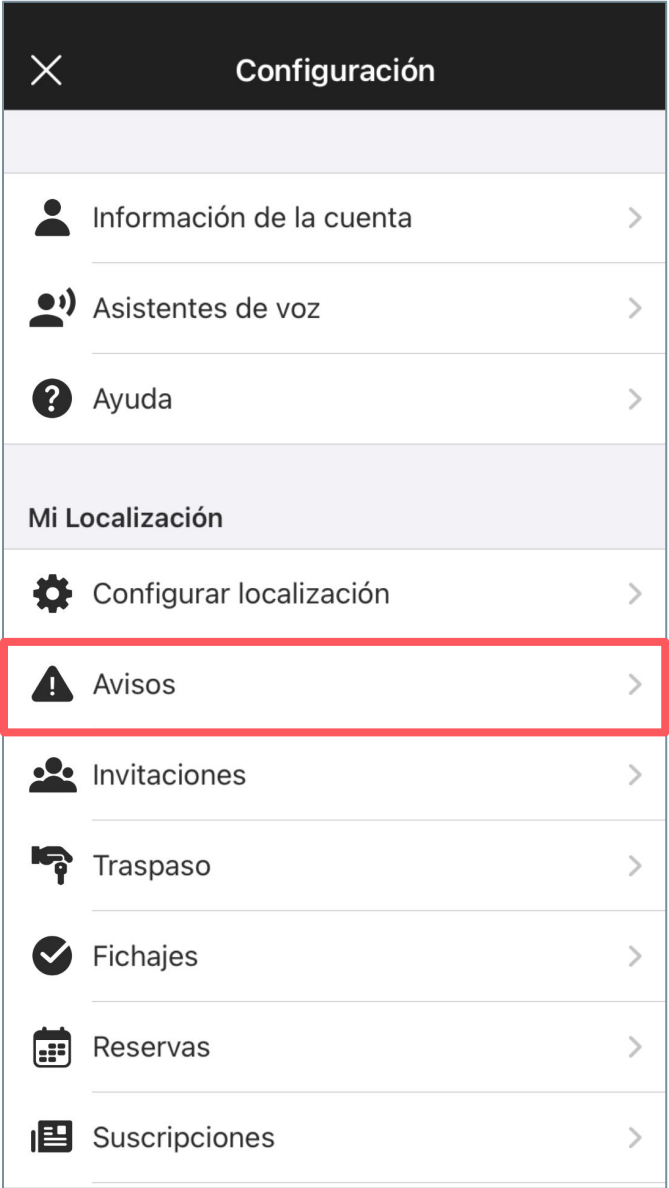 Configuración
Información de la cuenta
Asistentes de voz
Ayuda
Mi Localización
Configurar localización
Avisos
Invitaciones
Traspaso
Fichajes
Reservas
Suscripciones